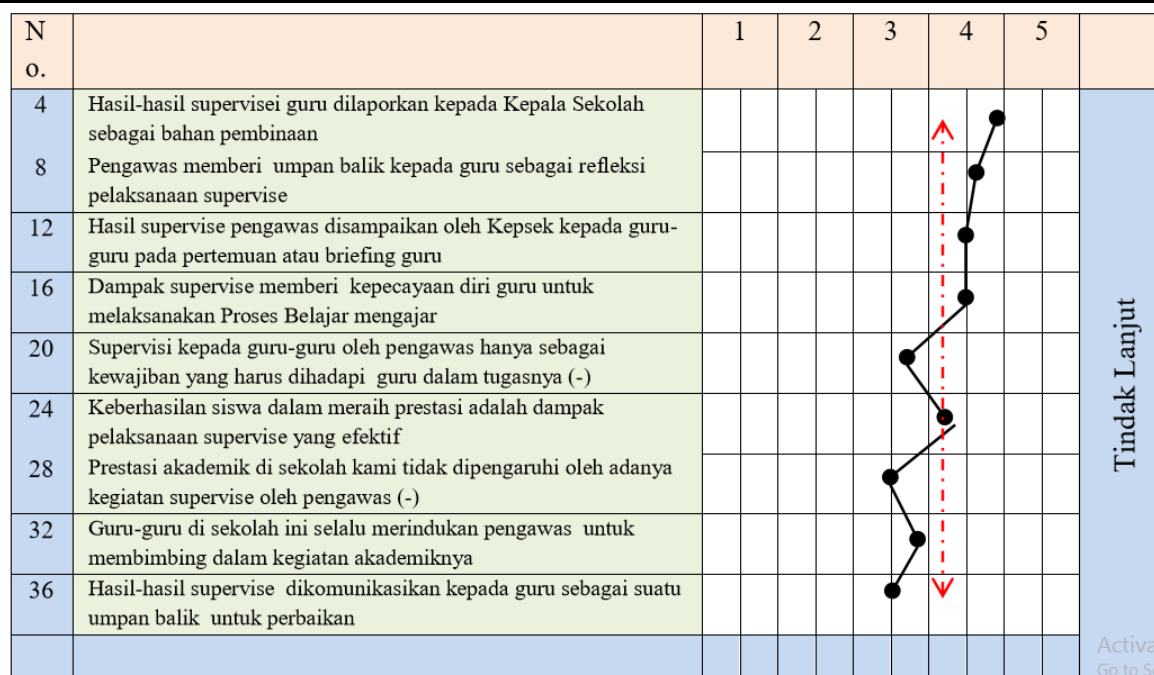 N
o.
1 2 3 4 5
4 Hasil-hasil supervisei guru dilaporkan kepada Kepala Sekolah
sebagai bahan pembinaan
8 Pengawas memberi umpan balik kepada guru sebagai refleksi
pelaksanaan supervise
12 Hasil supervise pengawas disampaikan oleh Kepsek kepada guru-
guru pada pertemuan atau briefing guru
16 Dampak supervise memberi kepecayaan diri guru untuk
melaksanakan Proses Belajar mengajar
20 Supervisi kepada guru-guru oleh pengawas hanya sebagai
kewajiban yang harus dihadapi guru dalam tugasnya (-)
24 Keberhasilan siswa dalam meraih prestasi adalah dampak
pelaksanaan supervise yang efektif
28 Prestasi akademik di sekolah kami tidak dipengaruhi oleh adanya
kegiatan supervise oleh pengawas (-)
32 Guru-guru di sekolah ini selalu merindukan pengawas untuk
membimbing dalam kegiatan akademiknya
36 Hasil-hasil supervise dikomunikasikan kepada guru sebagai suatu
umpan balik untuk perbaikan
Tindak Lanjut
Activa
Go to S